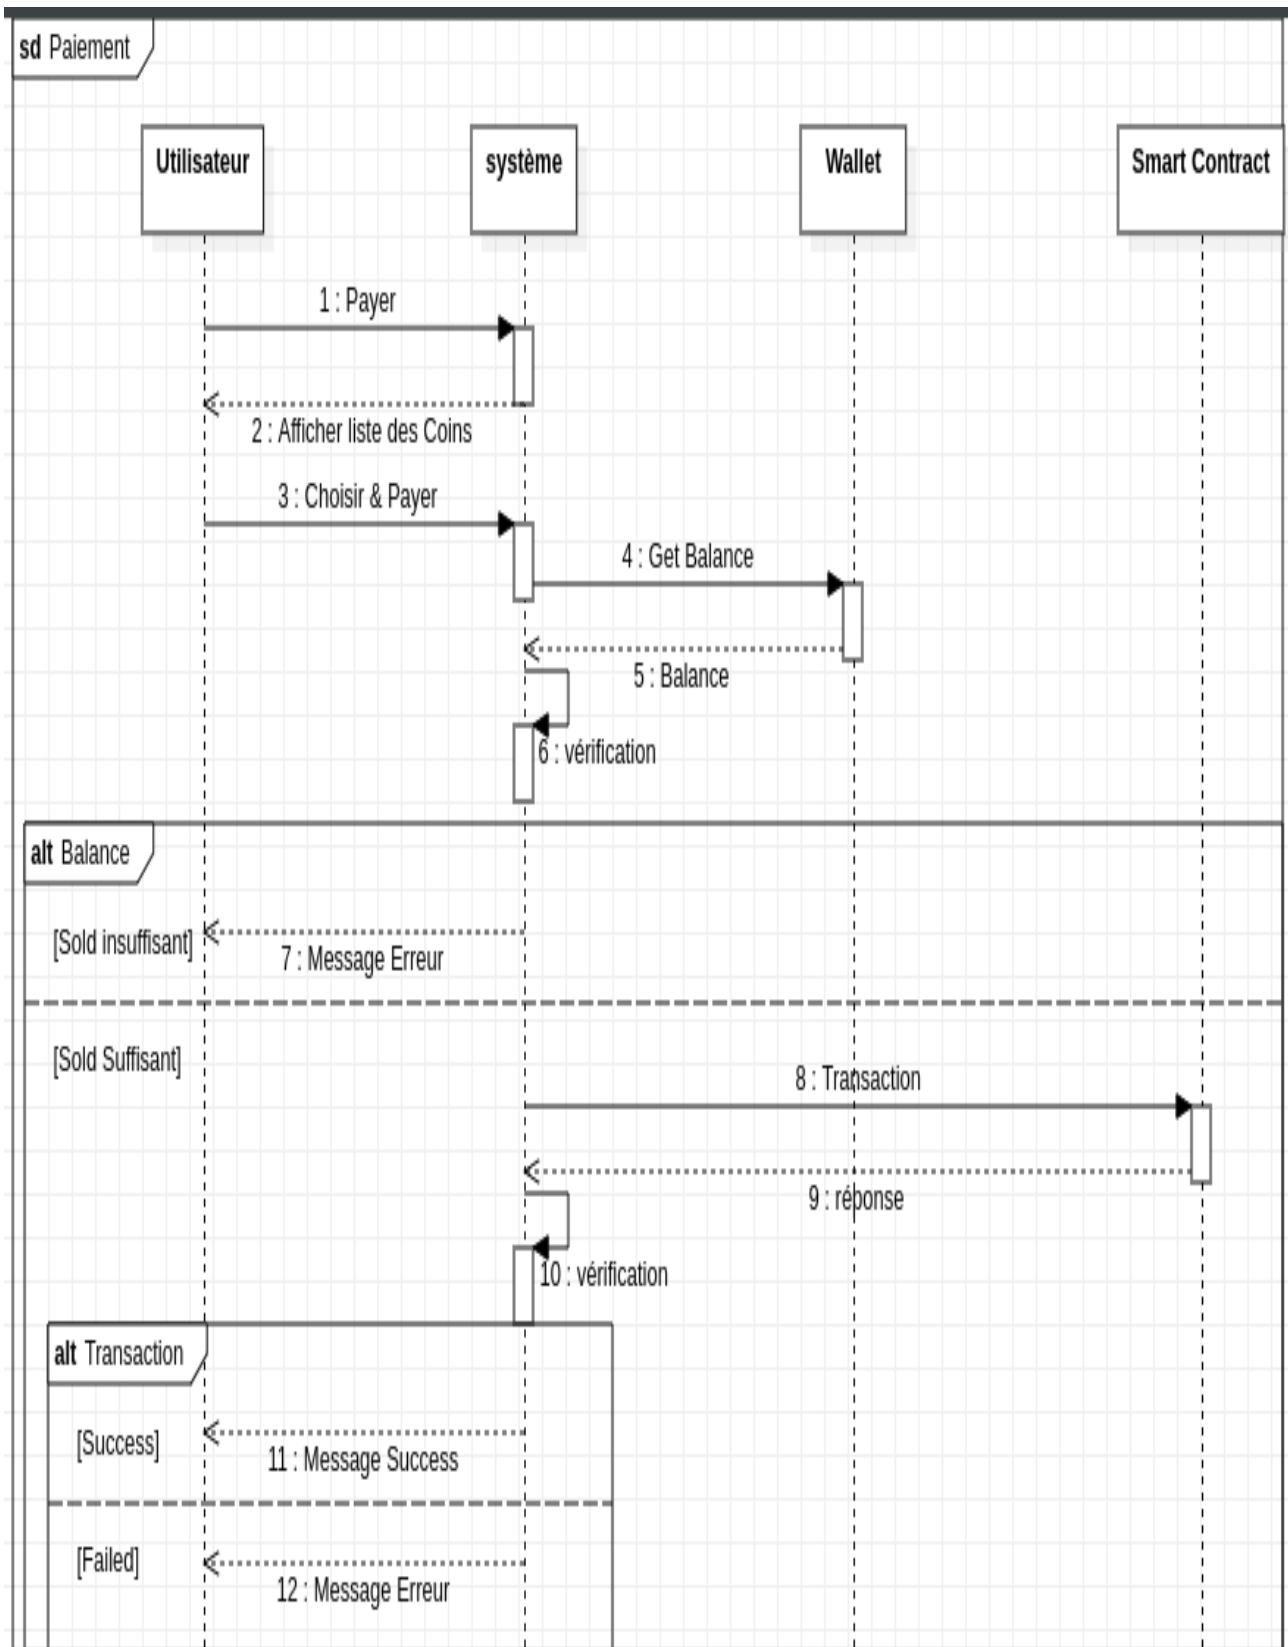 sd Paiement
Utilisateur
système
Wallet
Smart Contract
1 : Payer
2 : Afficher liste des Coins
3 : Choisir & Payer
4 : Get Balance
5 : Balance
6 : vérification
alt Balance
[Sold insuffisant]
7 : Message Erreur
[Sold Suffisant]
8 : Transaction
9 : réponse
10 : vérification
alt Transaction
[Success]
11 : Message Success
[Failed]
12 : Message Erreur